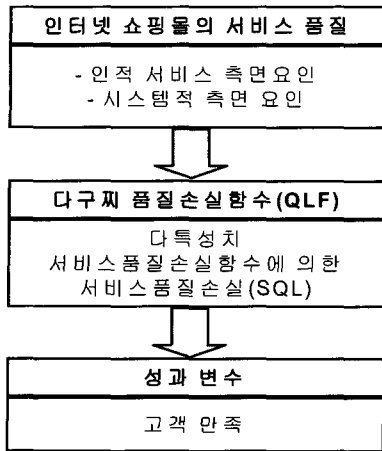 인터넷 쇼핑몰의 서비스 품질
- 인적 서비스 측면요인
- 시스템적 측면 요인
다구찌 품질손실함수(QLF)
다특성치
서비스품질손실함수에 의한
서비스품질손실(SQL)
성과 변수
고객 만족